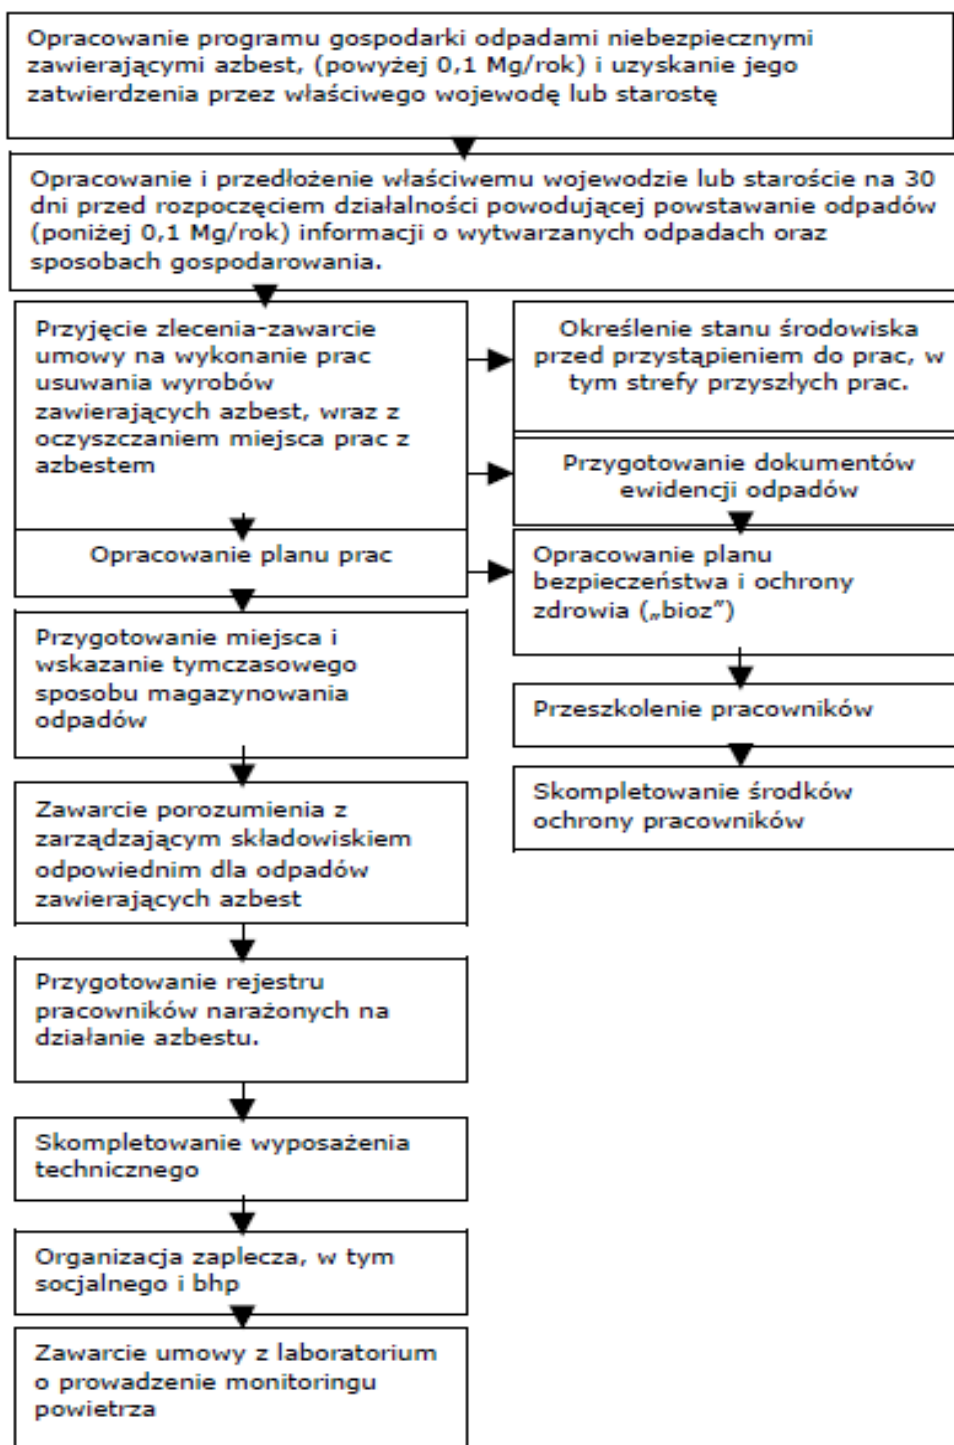 Opracowanie programu gospodarki odpadami niebezpiecznymi
zawierającymi azbest, (powyżej 0,1 Mg/rok) i uzyskanie jego
zatwierdzenia przez właściwego wojewodę lub starostę
Opracowanie i przedłożenie właściwemu wojewodzie lub staroście na 30
dni przed rozpoczęciem działalności powodującej powstawanie odpadów
(poniżej 0,1 Mg/rok) informacji o wytwarzanych odpadach oraz
sposobach gospodarowania.
Przyjęcie zlecenia-zawarcie
umowy na wykonanie prac
usuwania wyrobów
zawierających azbest, wraz z
oczyszczaniem miejsca prac z
azbestem
Określenie stanu środowiska
przed przystąpieniem do prac, w
tym strefy przyszłych prac.
Przygotowanie dokumentów
ewidencji odpadów
Opracowanie planu prac
Opracowanie planu
bezpieczeństwa i ochrony
zdrowia („bioz”)
Przygotowanie miejsca i
wskazanie tymczasowego
sposobu magazynowania
odpadów
Przeszkolenie pracowników
Skompletowanie środków
ochrony pracowników
Zawarcie porozumienia z
zarządzającym składowiskiem
odpowiednim dla odpadów
zawierających azbest
Przygotowanie rejestru
pracowników narażonych na
działanie azbestu.
Skompletowanie wyposażenia
technicznego
Organizacja zaplecza, w tym
socjalnego i bhp
Zawarcie umowy z laboratorium
o prowadzenie monitoringu
powietrza